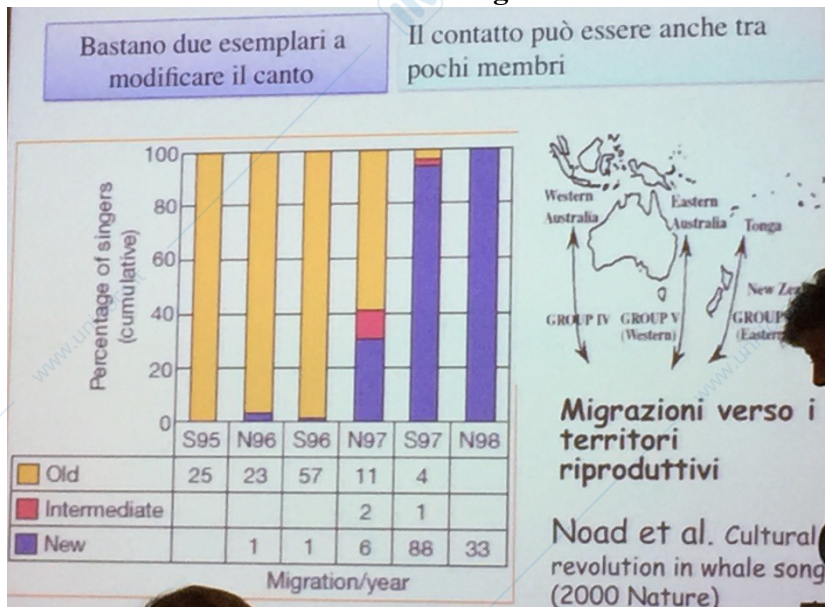 Bastano due esemplari a
modificare il canto
Il contatto può essere anche tra
pochi membri
Percentage of singers
(cumulative)
100
80
60
40
20
0
S95 N96 S96 N97 S97 N98
Old 25 23 57 11 4
Intermediate 2 1
New 1 1 6 88 33
Migration/year
Western
Australia
Eastern
Australia
Tonga
New
GROUP IV
GROUP V
(Western)
GROUP
Migrazioni verso i
territori
riproduttivi
Noad et al. Cultural
revolution in whale song
(2000 Nature)